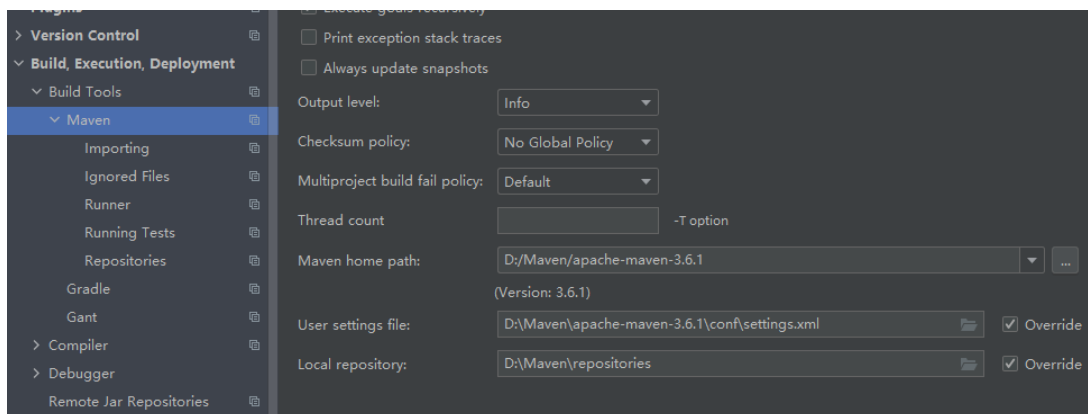 Plugins
Version Control
Build, Execution, Deployment
Build Tools
Maven
Importing
Ignored Files
Runner
Running Tests
Repositories
Gradle
Gant
Compiler
Debugger
Remote Jar Repositories
Execute goals recursively
Print exception stack traces
Always update snapshots
Output level: Info
Checksum policy: No Global Policy
Multiproject build fail policy: Default
Thread count -T option
Maven home path: D:/Maven/apache-maven-3.6.1 ...
(Version: 3.6.1)
User settings file: D:\Maven\apache-maven-3.6.1\conf\settings.xml Override
Local repository: D:\Maven\repositories Override